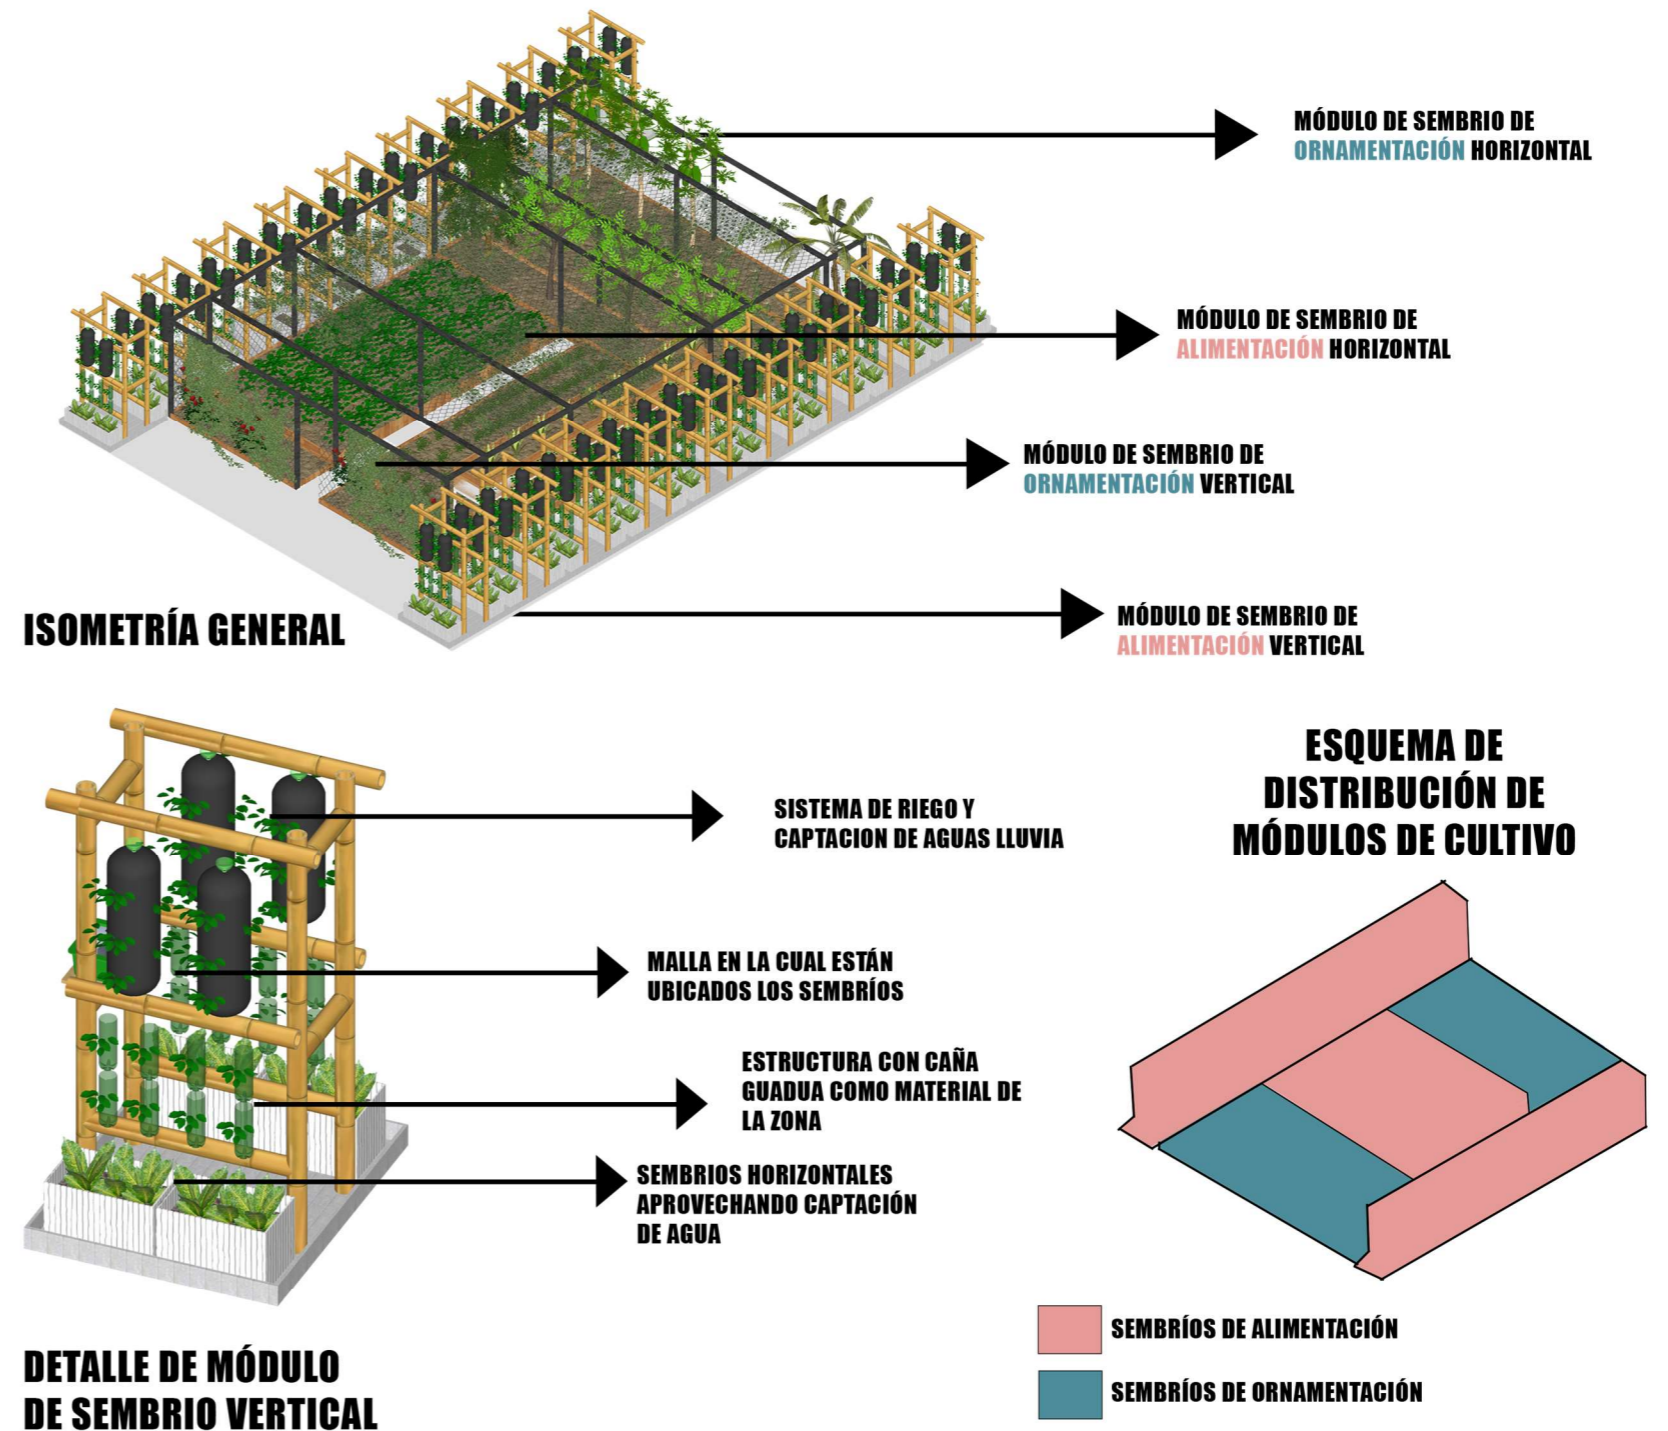 MÓDULO DE SEMBRIO DE
ORNAMENTACIÓN HORIZONTAL
MÓDULO DE SEMBRIO DE
ALIMENTACIÓN HORIZONTAL
MÓDULO DE SEMBRIO DE
ORNAMENTACIÓN VERTICAL
MÓDULO DE SEMBRIO DE
ALIMENTACIÓN VERTICAL
ISOMETRÍA GENERAL
SISTEMA DE RIEGO Y
CAPTACION DE AGUAS LLUVIA
MALLA EN LA CUAL ESTÁN
UBICADOS LOS SEMBRÍOS
ESTRUCTURA CON CAÑA
GUADUA COMO MATERIAL DE
LA ZONA
SEMBRIOS HORIZONTALES
APROVECHANDO CAPTACIÓN
DE AGUA
DETALLE DE MÓDULO
DE SEMBRIO VERTICAL
ESQUEMA DE
DISTRIBUCIÓN DE
MÓDULOS DE CULTIVO
SEMBRÍOS DE ALIMENTACIÓN
SEMBRÍOS DE ORNAMENTACIÓN